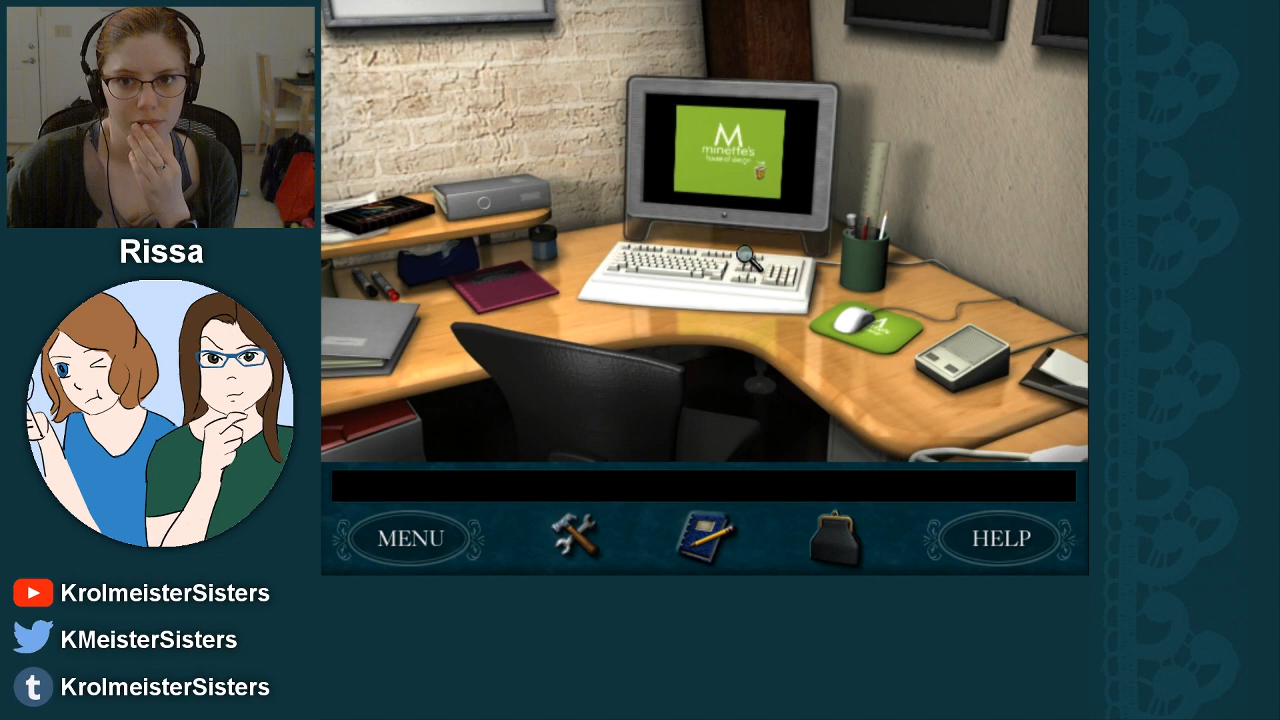 Rissa
KrolmeisterSisters
KMeisterSisters
t KrolmeisterSisters
M
minette's
house of design
MENU
HELP